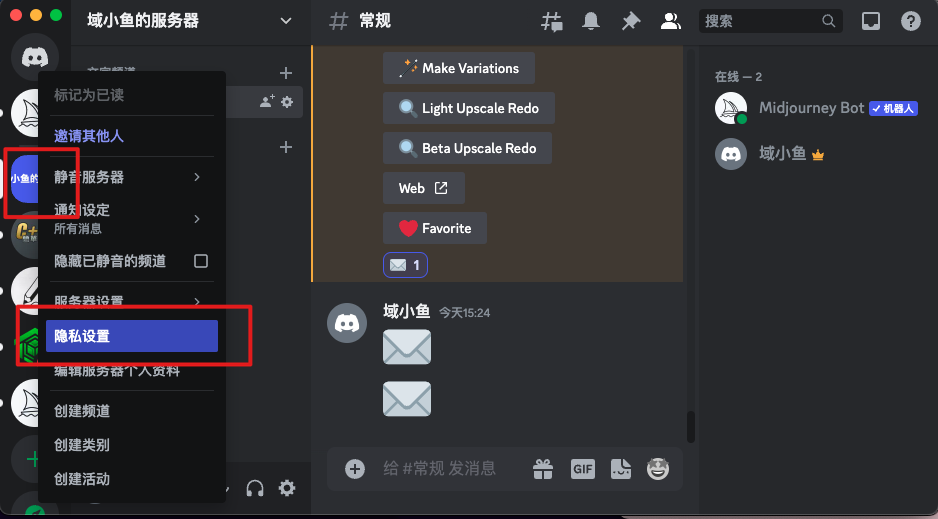 域小鱼的服务器
常规
搜索
标记为已读
邀请其他人
小鱼的
静音服务器
通知设定
所有消息
隐藏已静音的频道
服务器设置
隐私设置
编辑服务器个人资料
创建频道
创建类别
创建活动
Make Variations
Light Upscale Redo
Beta Upscale Redo
Web
Favorite
1
域小鱼 今天15:24
给 #常规 发消息
GIF
在线 — 2
Midjourney Bot 机器人
域小鱼